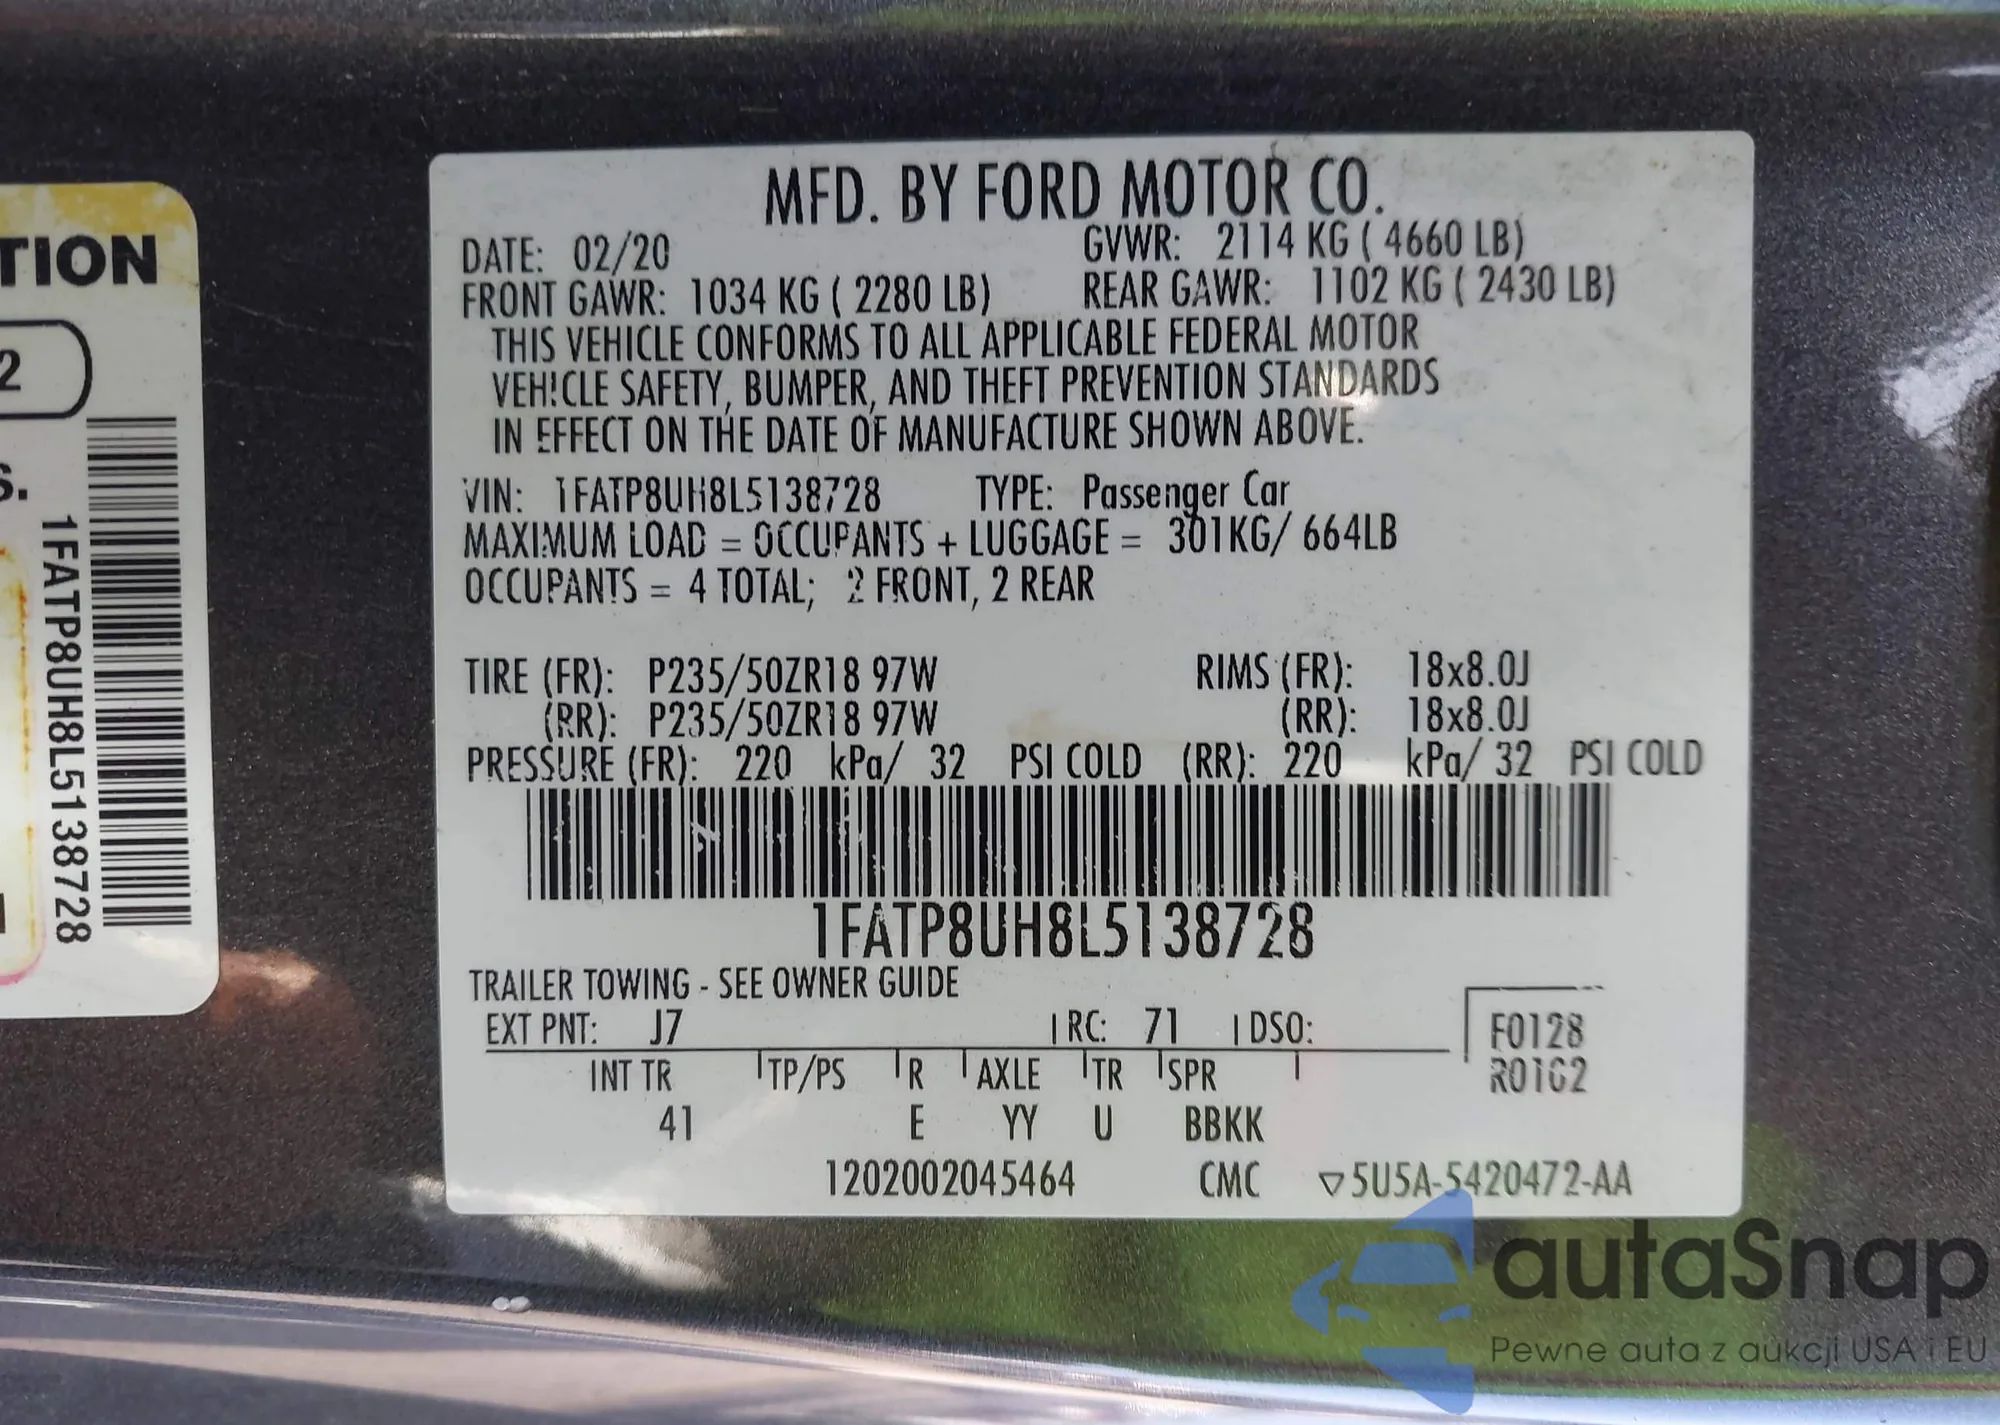 TION
2
S.
1FATP8UH8L5138728
MFD. BY FORD MOTOR CO.
DATE: 02/20 GVWR: 2114 KG ( 4660 LB)
FRONT GAWR: 1034 KG ( 2280 LB) REAR GAWR: 1102 KG ( 2430 LB)
THIS VEHICLE CONFORMS TO ALL APPLICABLE FEDERAL MOTOR
VEHICLE SAFETY, BUMPER, AND THEFT PREVENTION STANDARDS
IN EFFECT ON THE DATE OF MANUFACTURE SHOWN ABOVE.
VIN: 1FATP8UH8L5138728 TYPE: Passenger Car
MAXIMUM LOAD = OCCUPANTS + LUGGAGE = 301KG/ 664LB
OCCUPANTS = 4 TOTAL; 2 FRONT, 2 REAR
TIRE (FR): P235/50ZR18 97W RIMS (FR): 18x8.0J
(RR): P235/50ZR18 97W (RR): 18x8.0J
PRESSURE (FR): 220 kPa/ 32 PSI COLD (RR): 220 kPa/ 32 PSI COLD
1FATP8UH8L5138728
TRAILER TOWING - SEE OWNER GUIDE
EXT PNT: J7 RC: 71 DSO: F0128
INT TR TP/PS R AXLE TR SPR R0162
41 E YY U BBKK
1202002045464 CMC ▽5U5A-5420472-AA
autaSnap
Pewne auta z aukcji USA i EU